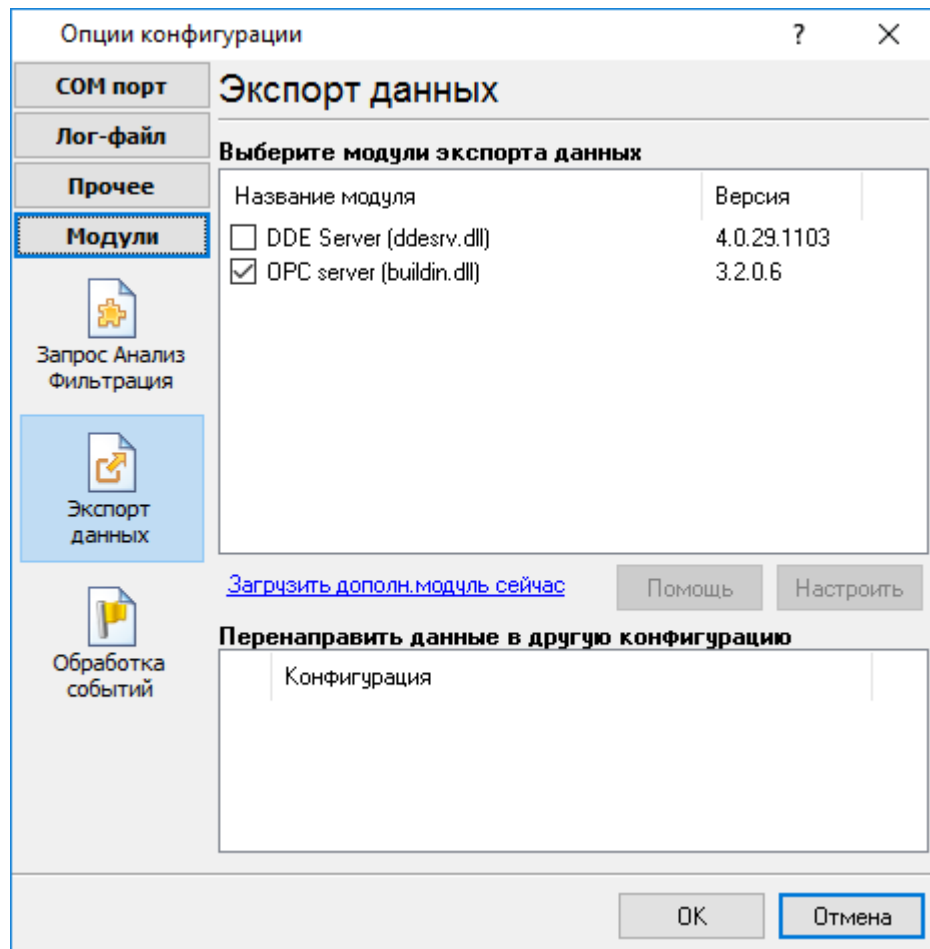 Опции конфигурации
?
COM порт
Лог-файл
Прочее
Модули
Запрос Анализ
Фильтрация
Экспорт
данных
Обработка
событий
Экспорт данных
Выберите модули экспорта данных
Название модуля Версия
DDE Server (ddesrv.dll) 4.0.29.1103
OPC server (buildin.dll) 3.2.0.6
Загрузить дополн.модуль сейчас
Помощь
Настроить
Перенаправить данные в другую конфигурацию
Конфигурация
OK
Отмена